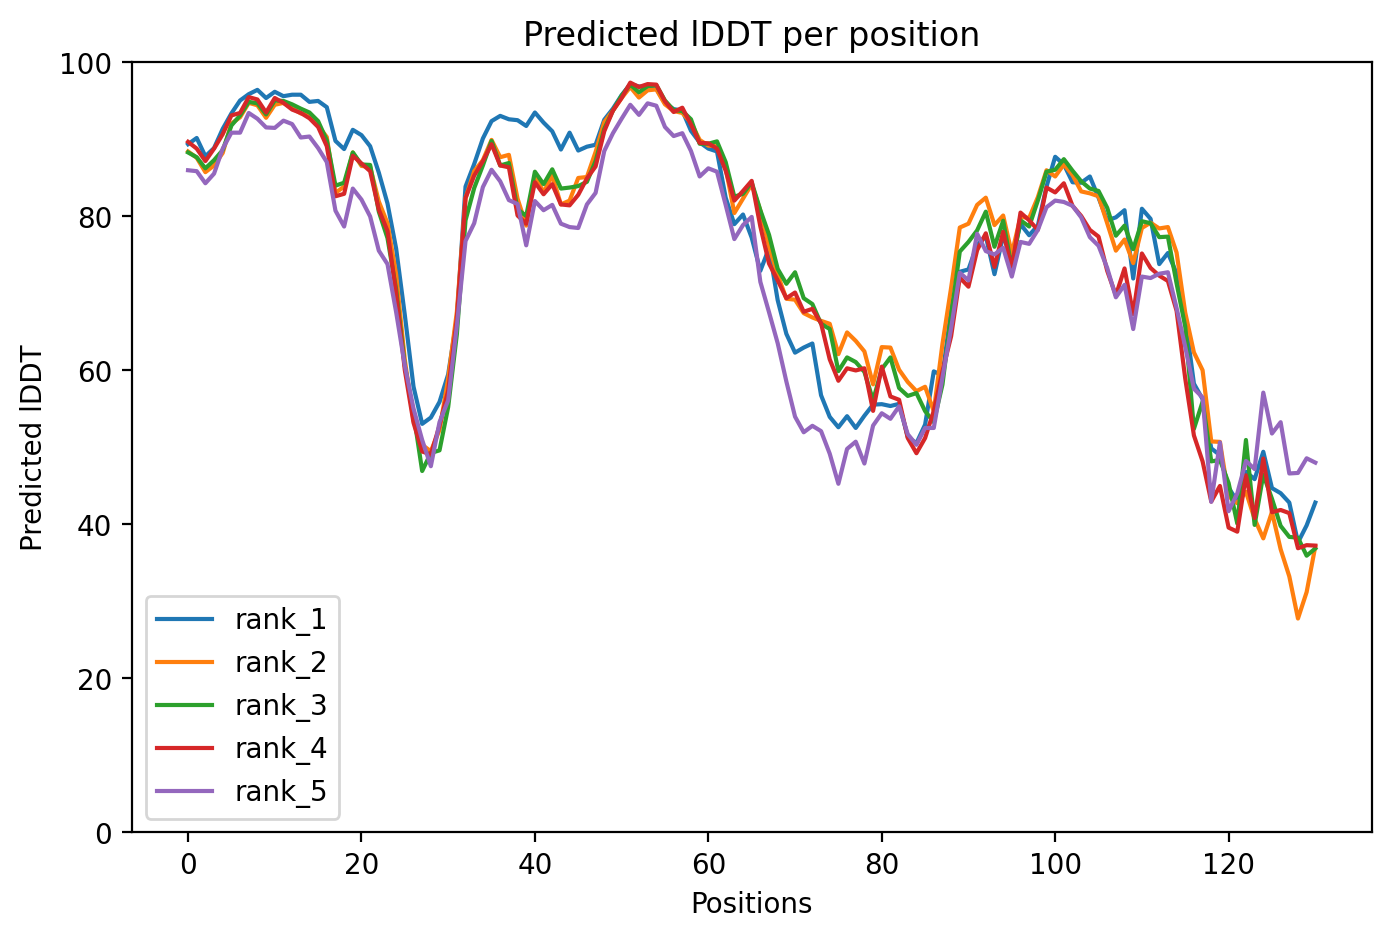 Predicted lDDT per position
100
80
60
40
20
0
Predicted lDDT
rank_1
rank_2
rank_3
rank_4
rank_5
0 20 40 60 80 100 120
Positions